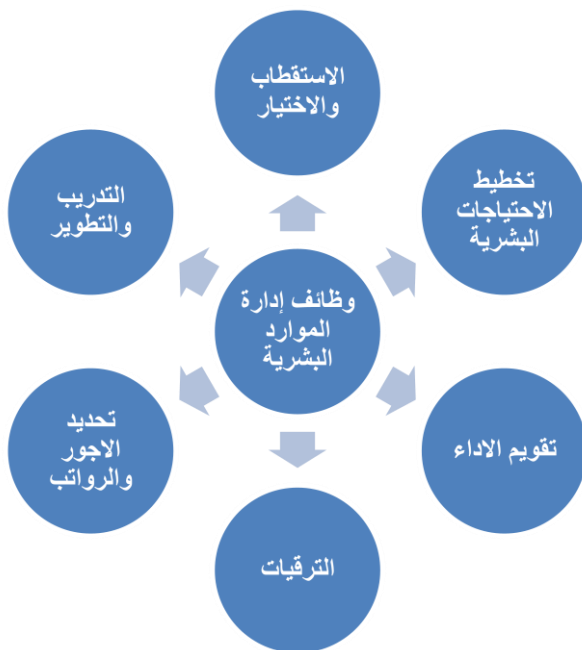 الاستقطاب
والاختيار
تخطيط
الاحتياجات
البشرية
التدريب
والتطوير
وظائف إدارة
الموارد
البشرية
تحديد
الاجور
والرواتب
تقويم الاداء
الترقيات